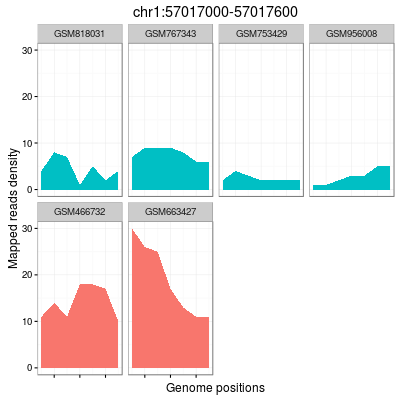 chr1:57017000-57017600
GSM818031 GSM767343 GSM753429 GSM956008
30
20
10
0
GSM466732 GSM663427
30
20
10
0
Mapped reads density
Genome positions